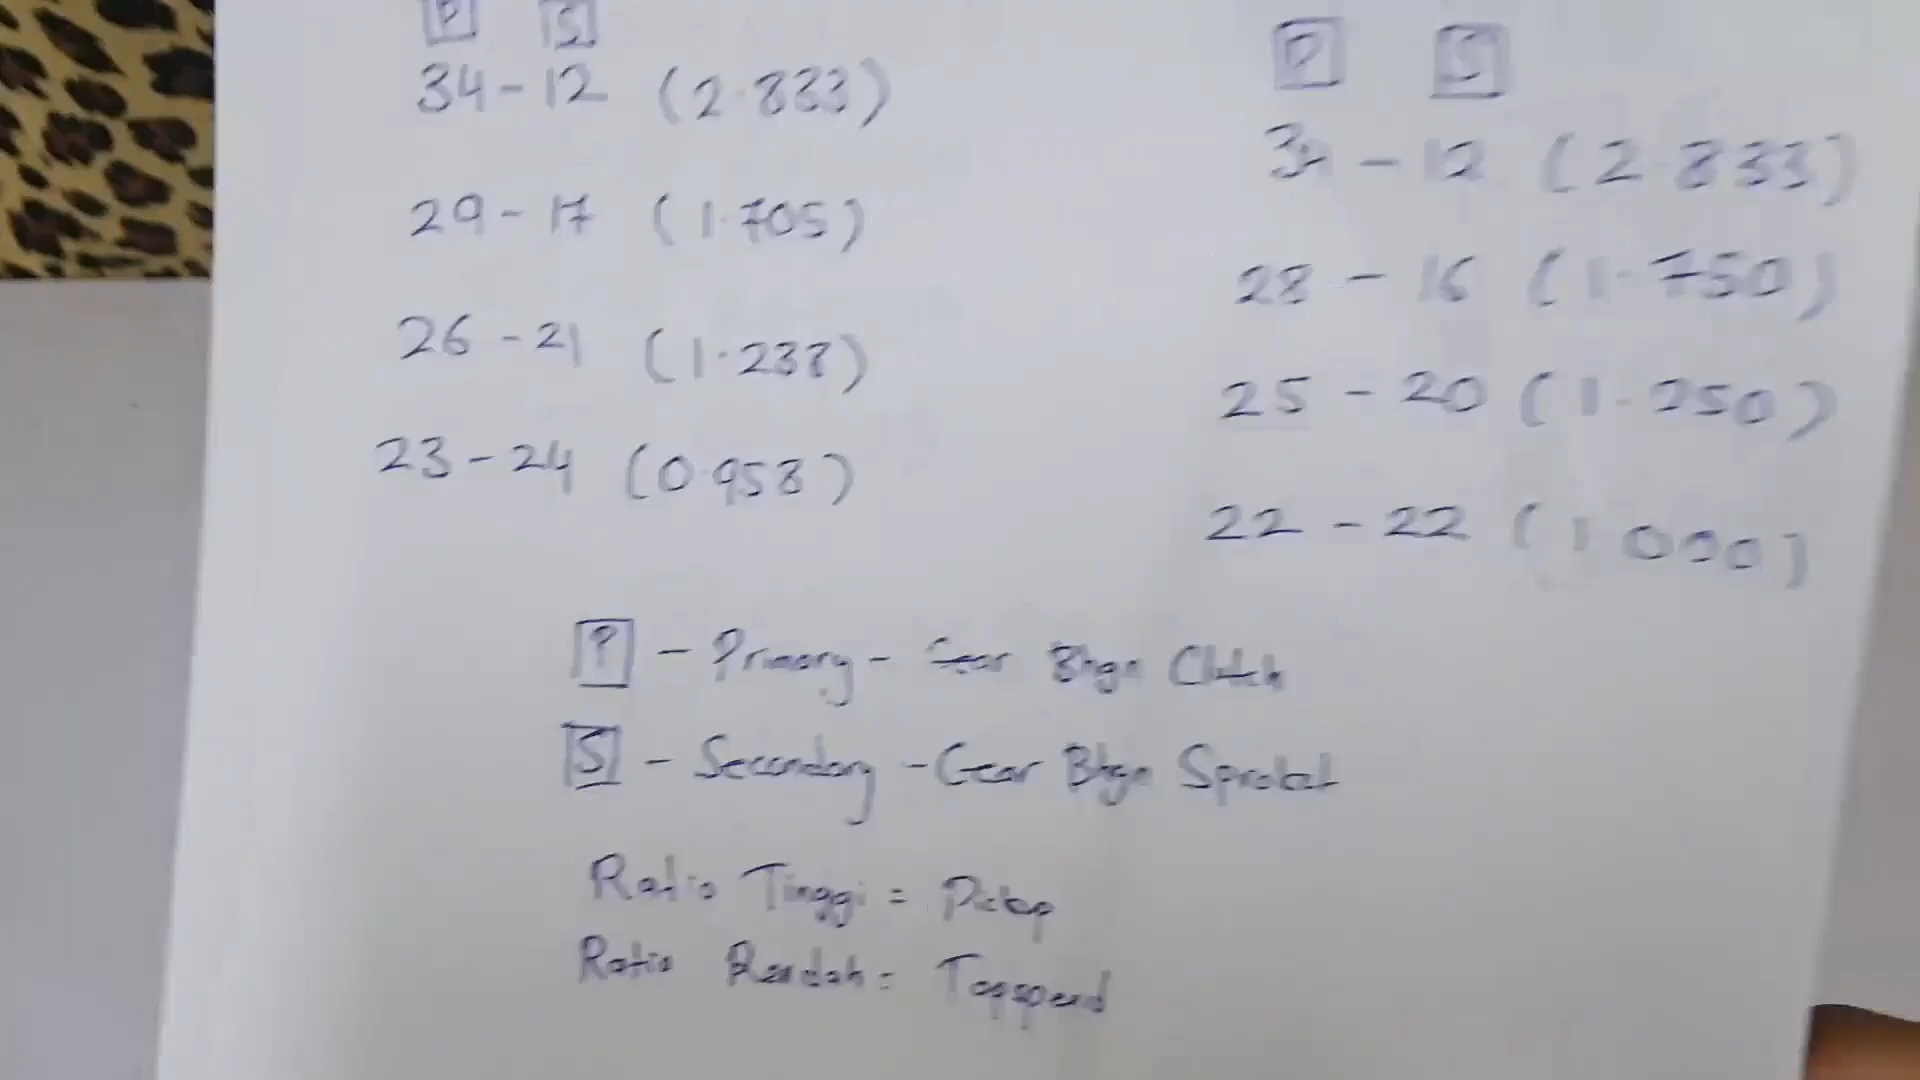 P S
34 - 12 (2.833)
29 - 17 (1.705)
26 - 21 (1.238)
23 - 24 (0.958)
P S
34 - 12 (2.833)
28 - 16 (1.750)
25 - 20 (1.250)
22 - 22 (1.000)
P - Primary - Gear Bhgn Clutch
S - Secondary - Gear Bhgn Sprocket
Ratio Tinggi = Pickup
Ratio Rendah = Topspeed